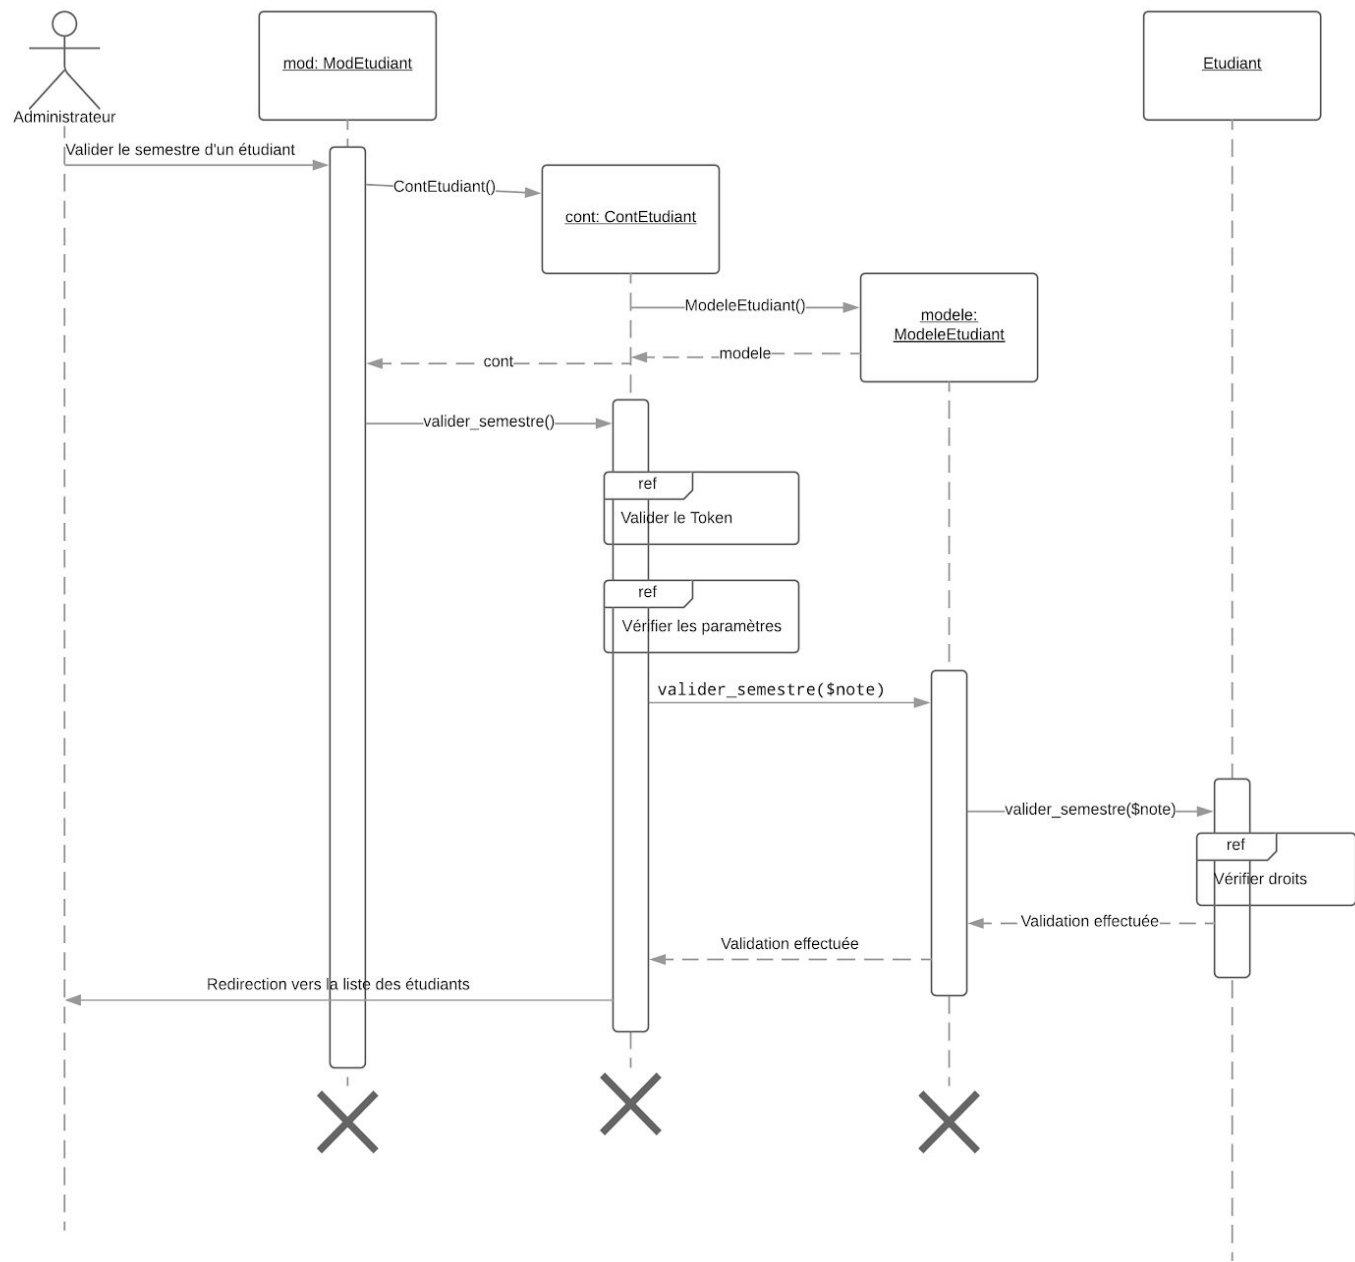 Administrateur
mod: ModEtudiant
Etudiant
Valider le semestre d'un étudiant
ContEtudiant()
cont: ContEtudiant
ModeleEtudiant()
modele:
ModeleEtudiant
modele
cont
valider_semestre()
ref
Valider le Token
ref
Vérifier les paramètres
valider_semestre($note)
valider_semestre($note)
ref
Vérifier droits
Validation effectuée
Validation effectuée
Redirection vers la liste des étudiants